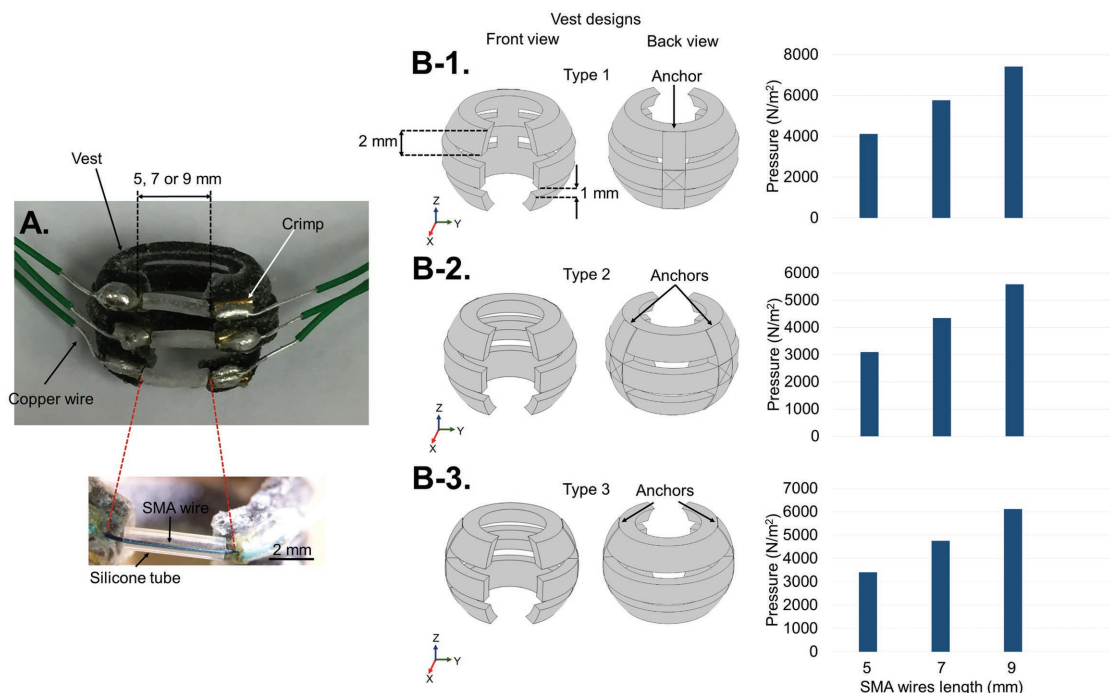 A.
Vest
5, 7 or 9 mm
Crimp
Copper wire
SMA wire
Silicone tube
2 mm
Vest designs
Front view
Back view
B-1.
Type 1
Anchor
2 mm
1 mm
Z
Y
X
Pressure (N/m²)
8000
6000
4000
2000
0
B-2.
Type 2
Anchors
Z
Y
X
Pressure (N/m²)
6000
5000
4000
3000
2000
1000
0
B-3.
Type 3
Anchors
Z
Y
X
Pressure (N/m²)
7000
6000
5000
4000
3000
2000
1000
0
5 7 9
SMA wires length (mm)